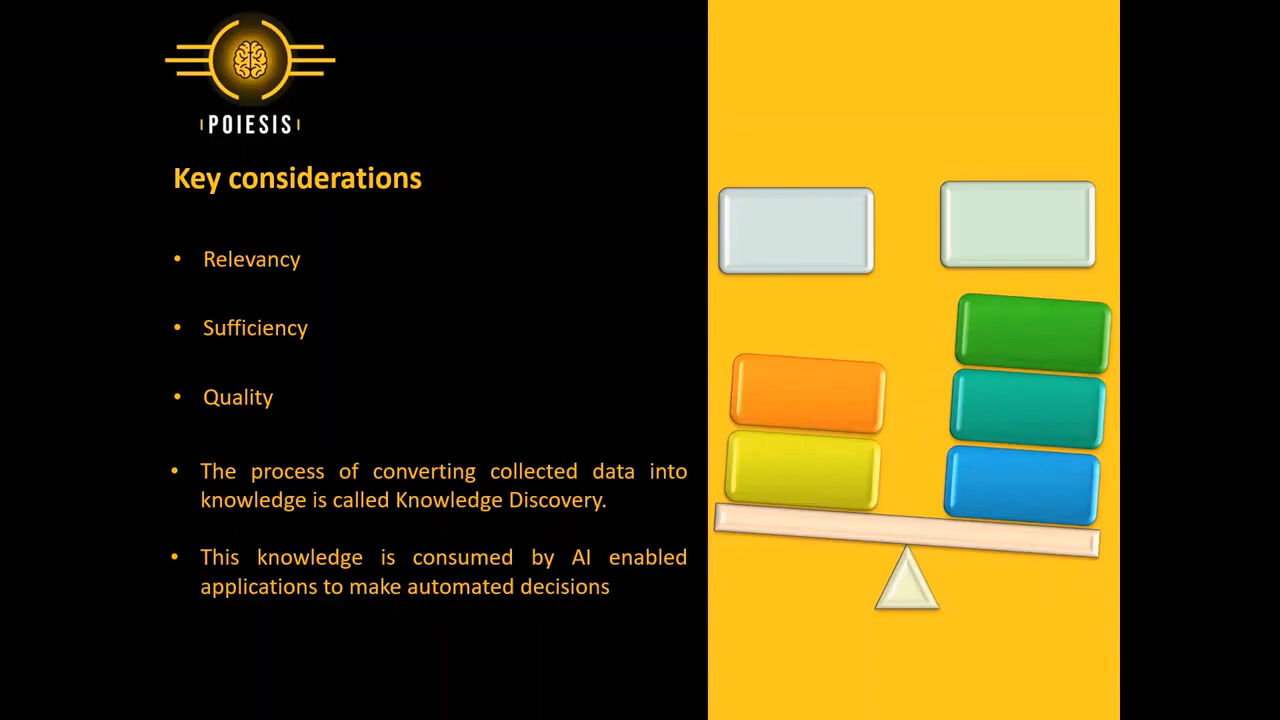 POIESIS
Key considerations
• Relevancy
• Sufficiency
• Quality
• The process of converting collected data into
knowledge is called Knowledge Discovery.
• This knowledge is consumed by AI enabled
applications to make automated decisions